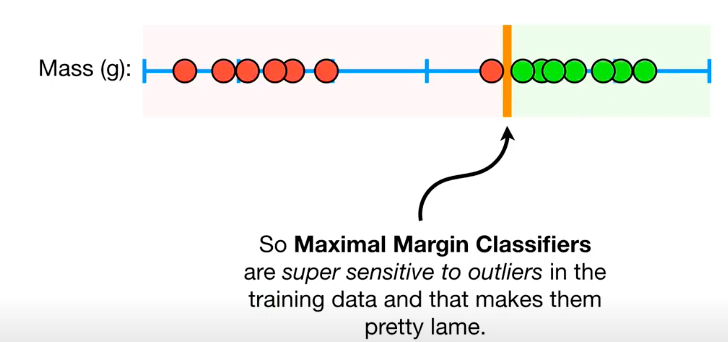 Mass (g):
So Maximal Margin Classifiers
are super sensitive to outliers in the
training data and that makes them
pretty lame.